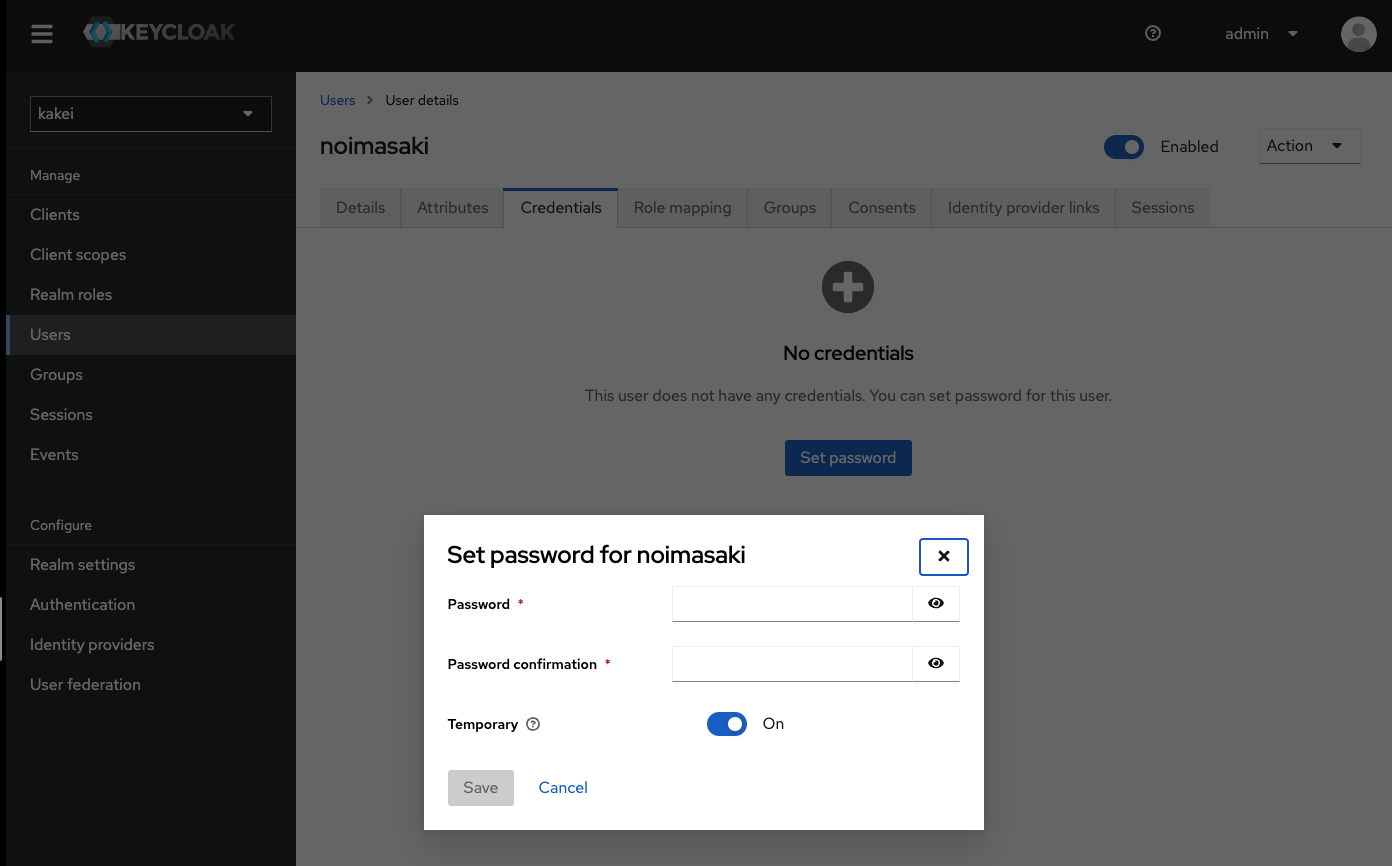 KEYCLOAK
admin
kakei
Manage
Clients
Client scopes
Realm roles
Users
Groups
Sessions
Events
Configure
Realm settings
Authentication
Identity providers
User federation
Users > User details
noimasaki
Enabled
Action
Details Attributes Credentials Role mapping Groups Consents Identity provider links Sessions
No credentials
This user does not have any credentials. You can set password for this user.
Set password
Set password for noimasaki
Password *
Password confirmation *
Temporary On
Save Cancel